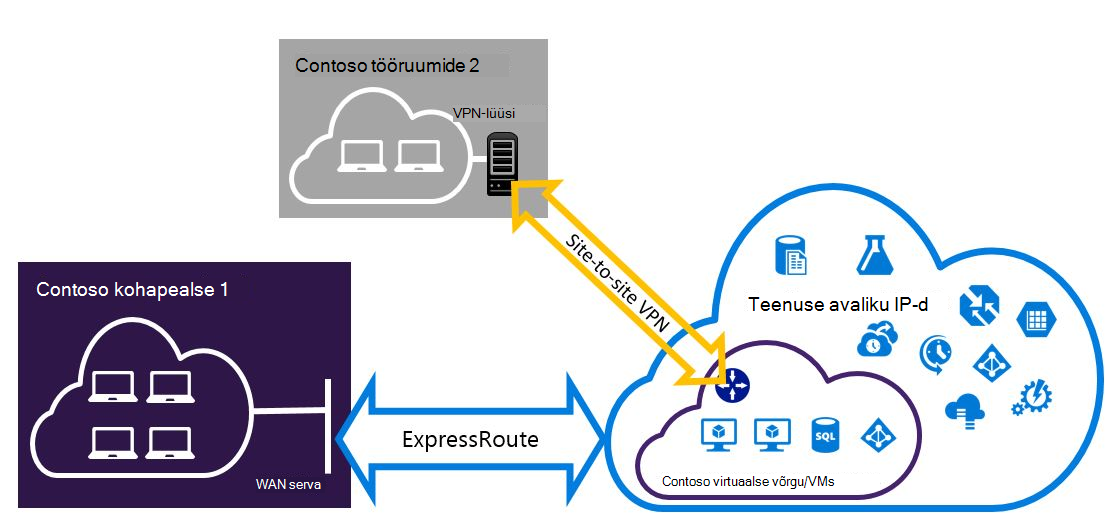 Contoso tööruumide 2
VPN-lüüsi
Site-to-site VPN
Contoso kohapealse 1
WAN serva
ExpressRoute
Teenuse avaliku IP-d
SQL
Contoso virtuaalse võrgu/VMs